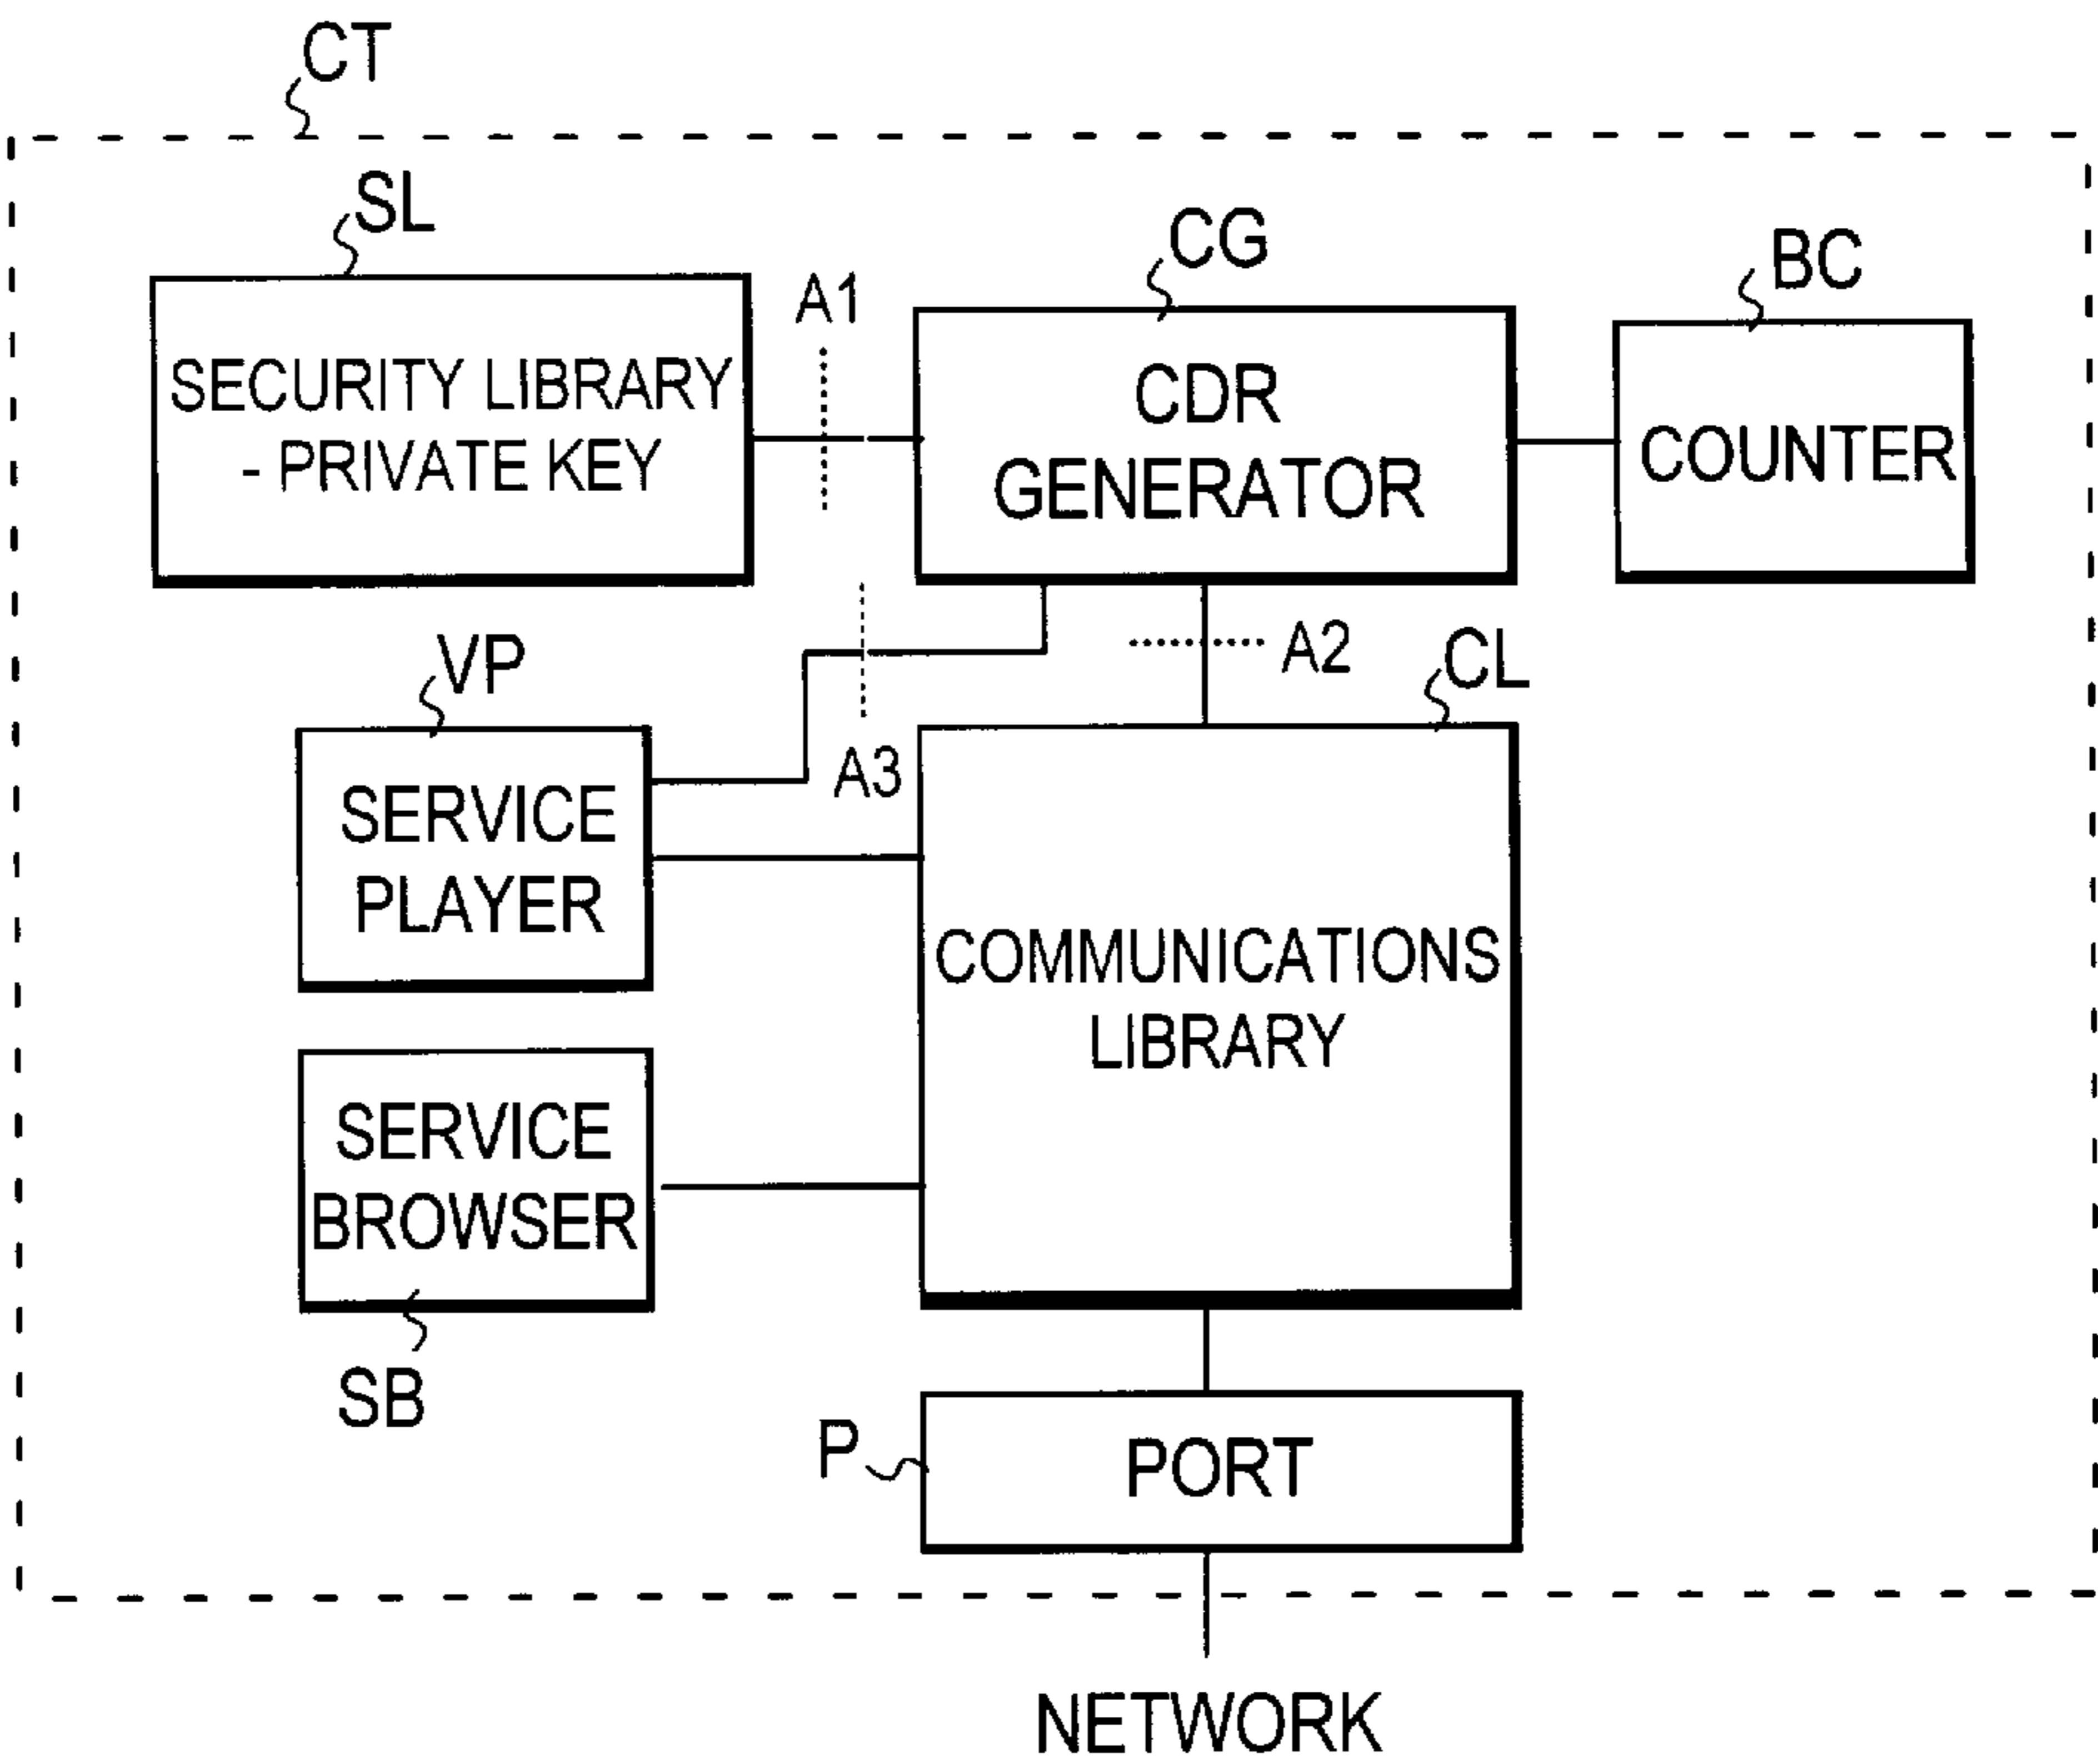 CT
SL
CG
BC
A1
SECURITY LIBRARY
- PRIVATE KEY
CDR
GENERATOR
COUNTER
VP
A2
CL
A3
SERVICE
PLAYER
COMMUNICATIONS
LIBRARY
SERVICE
BROWSER
SB
P
PORT
NETWORK